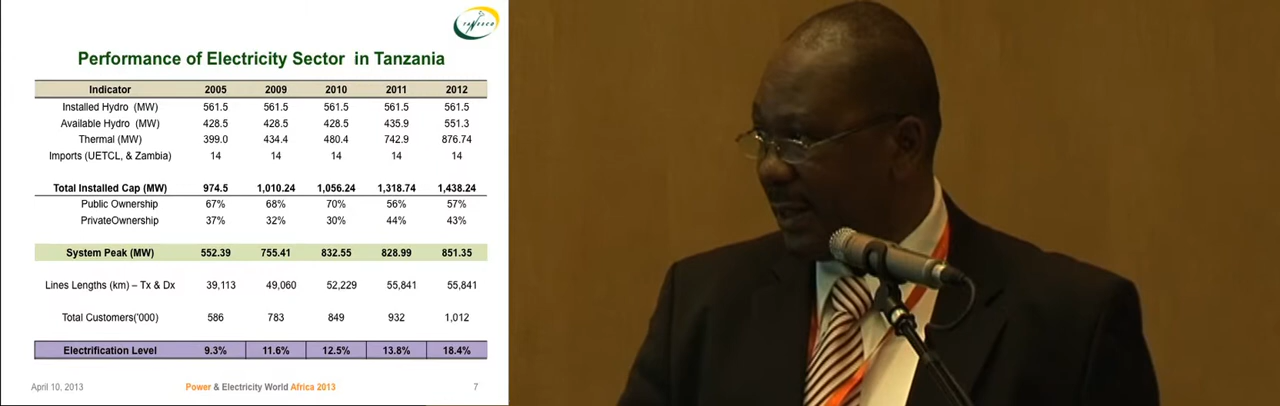 TANESCO
Performance of Electricity Sector in Tanzania
Indicator 2005 2009 2010 2011 2012
Installed Hydro (MW) 561.5 561.5 561.5 561.5 561.5
Available Hydro (MW) 428.5 428.5 428.5 435.9 551.3
Thermal (MW) 399.0 434.4 480.4 742.9 876.74
Imports (UETCL, & Zambia) 14 14 14 14 14
Total Installed Cap (MW) 974.5 1,010.24 1,056.24 1,318.74 1,438.24
Public Ownership 67% 68% 70% 56% 57%
PrivateOwnership 37% 32% 30% 44% 43%
System Peak (MW) 552.39 755.41 832.55 828.99 851.35
Lines Lengths (km) – Tx & Dx 39,113 49,060 52,229 55,841 55,841
Total Customers('000) 586 783 849 932 1,012
Electrification Level 9.3% 11.6% 12.5% 13.8% 18.4%
April 10, 2013 Power & Electricity World Africa 2013 7